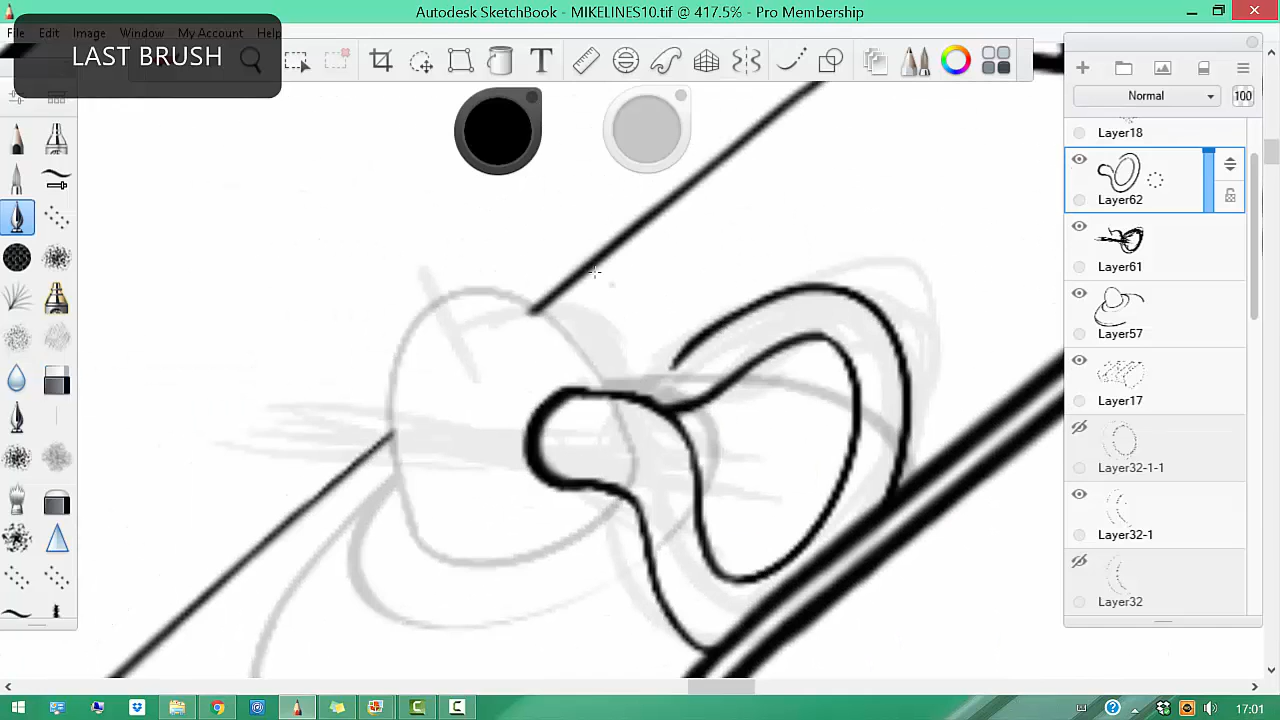 Autodesk SketchBook - MIKELINES10.tif @ 417.5% - Pro Membership
File Edit Image Window My Account Help
LAST BRUSH
T
Normal
100
Layer18
Layer62
Layer61
Layer57
Layer17
Layer32-1-1
Layer32-1
Layer32
17:01